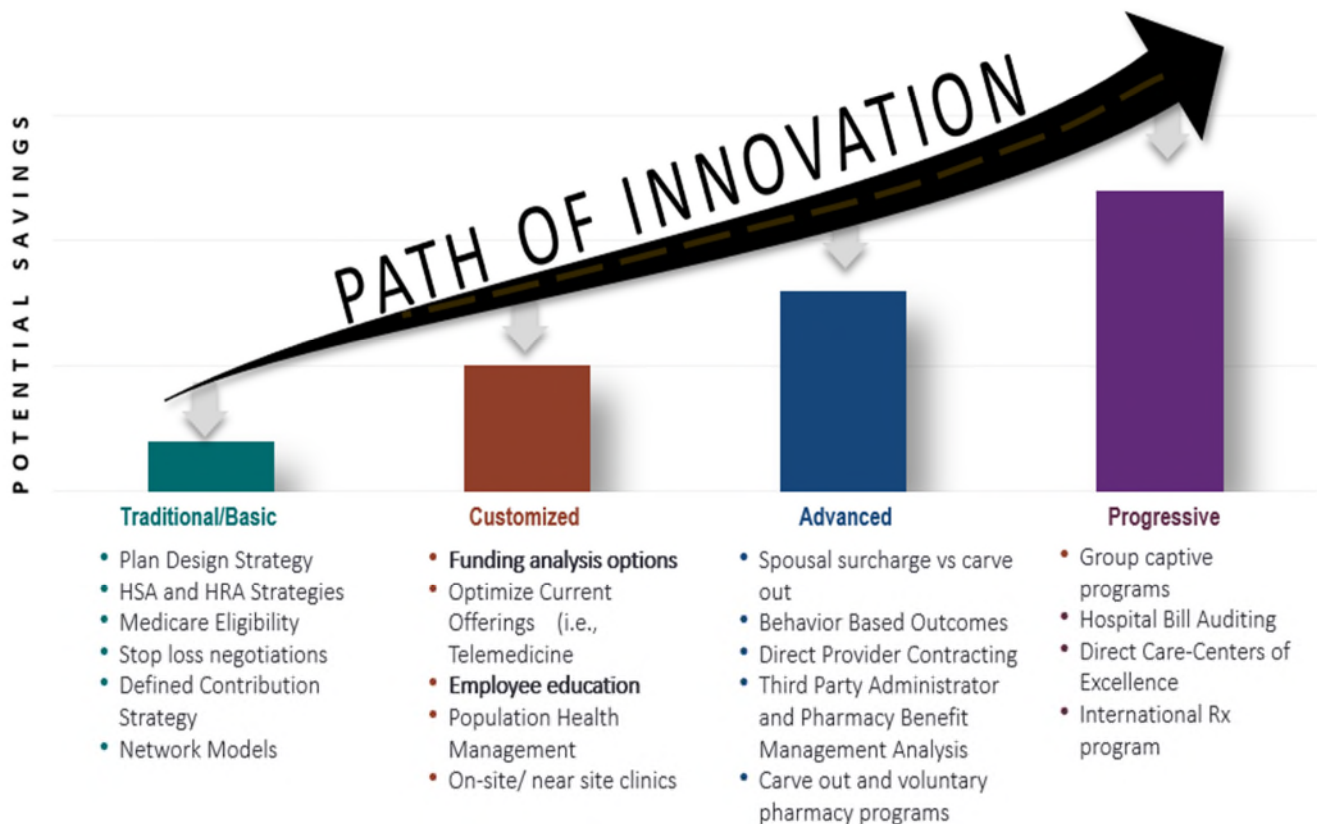 POTENTIAL SAVINGS
PATH OF INNOVATION
Traditional/Basic
• Plan Design Strategy
• HSA and HRA Strategies
• Medicare Eligibility
• Stop loss negotiations
• Defined Contribution
Strategy
• Network Models
Customized
• Funding analysis options
• Optimize Current
Offerings (i.e.,
Telemedicine
• Employee education
• Population Health
Management
• On-site/ near site clinics
Advanced
• Spousal surcharge vs carve
out
• Behavior Based Outcomes
• Direct Provider Contracting
• Third Party Administrator
and Pharmacy Benefit
Management Analysis
• Carve out and voluntary
pharmacy programs
Progressive
• Group captive
programs
• Hospital Bill Auditing
• Direct Care-Centers of
Excellence
• International Rx
program